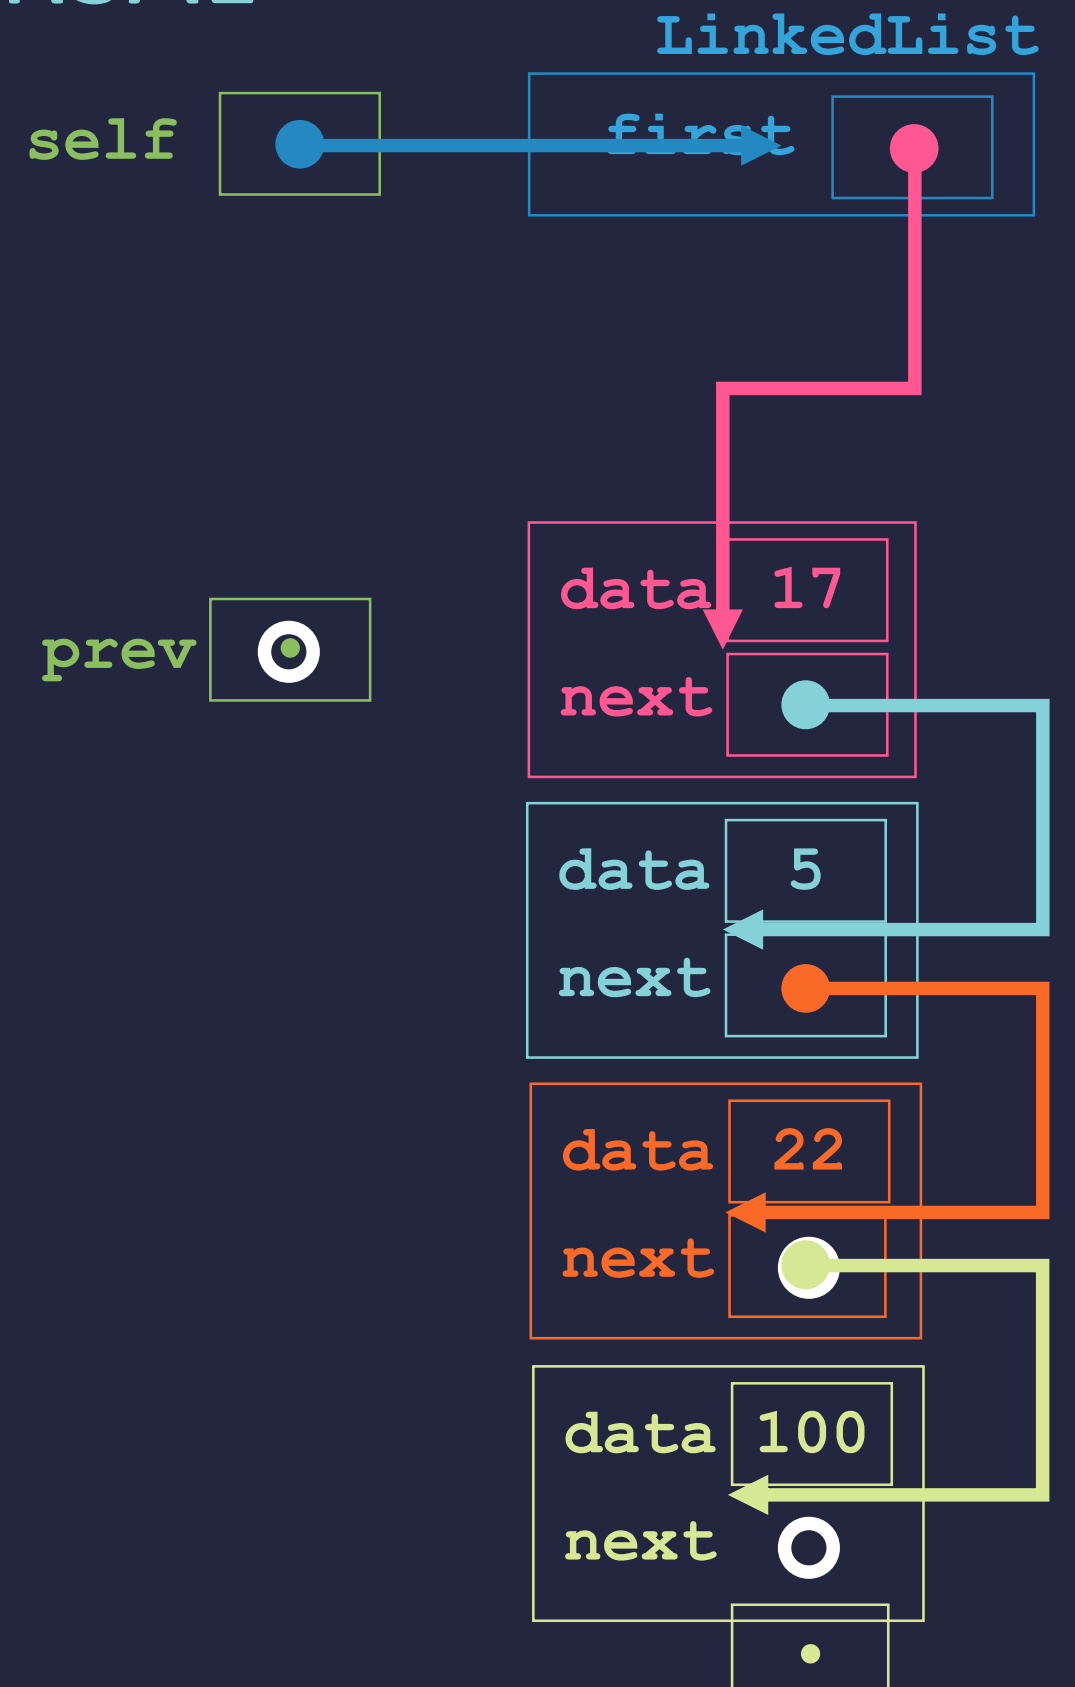 LinkedList
self
first
data 17
prev
next
data 5
next
data 22
next
data 100
next